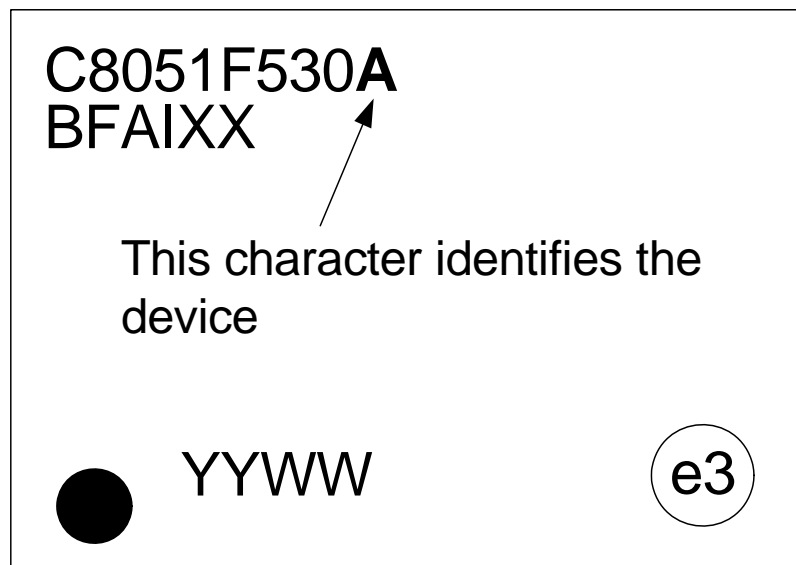 C8051F530A
BFAIXX
This character identifies the
device
YYWW
e3